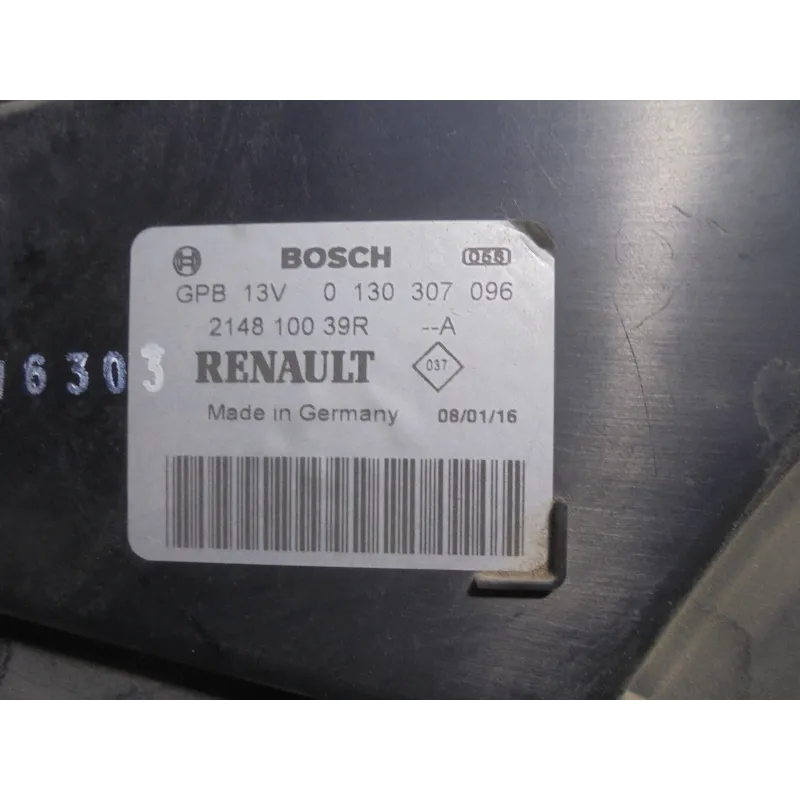 BOSCH 058
GPB 13V 0 130 307 096
2148 100 39R --A
RENAULT 037
Made in Germany 08/01/16
6303